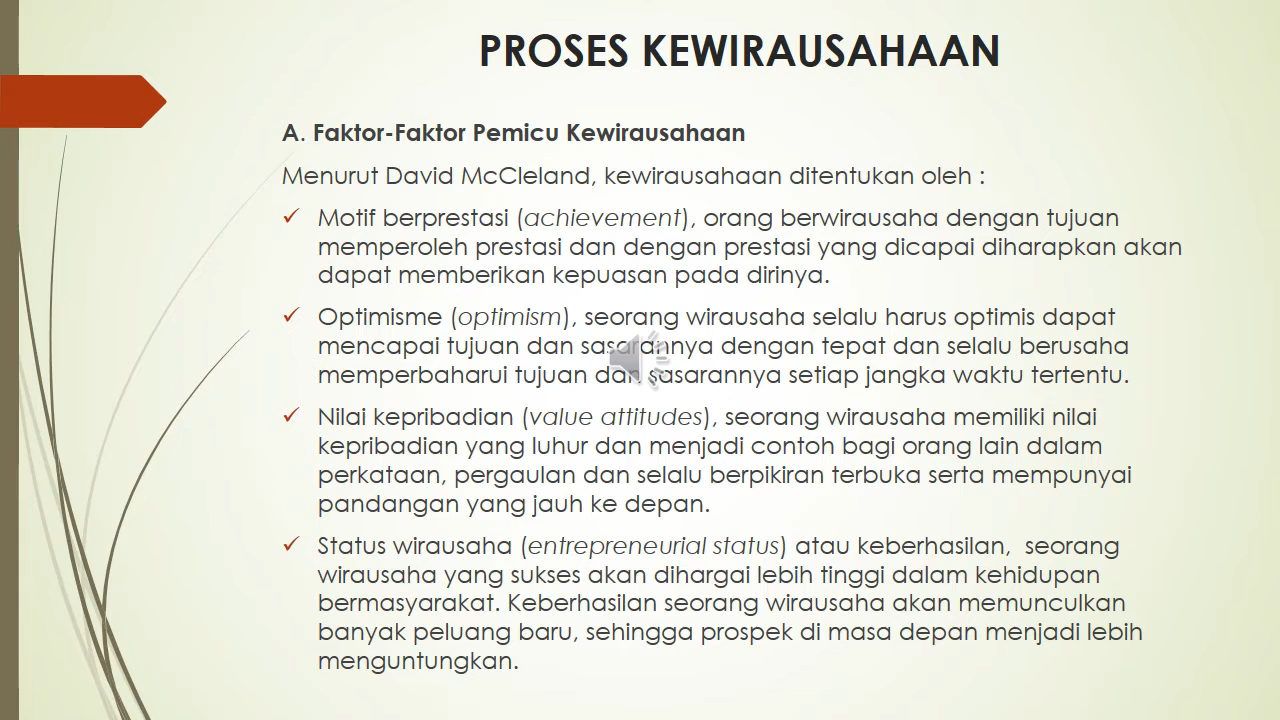 PROSES KEWIRAUSAHAAN
A. Faktor-Faktor Pemicu Kewirausahaan
Menurut David McCleland, kewirausahaan ditentukan oleh :
✓ Motif berprestasi (achievement), orang berwirausaha dengan tujuan
memperoleh prestasi dan dengan prestasi yang dicapai diharapkan akan
dapat memberikan kepuasan pada dirinya.
✓ Optimisme (optimism), seorang wirausaha selalu harus optimis dapat
mencapai tujuan dan sasarannya dengan tepat dan selalu berusaha
memperbaharui tujuan dan sasarannya setiap jangka waktu tertentu.
✓ Nilai kepribadian (value attitudes), seorang wirausaha memiliki nilai
kepribadian yang luhur dan menjadi contoh bagi orang lain dalam
perkataan, pergaulan dan selalu berpikiran terbuka serta mempunyai
pandangan yang jauh ke depan.
✓ Status wirausaha (entrepreneurial status) atau keberhasilan, seorang
wirausaha yang sukses akan dihargai lebih tinggi dalam kehidupan
bermasyarakat. Keberhasilan seorang wirausaha akan memunculkan
banyak peluang baru, sehingga prospek di masa depan menjadi lebih
menguntungkan.